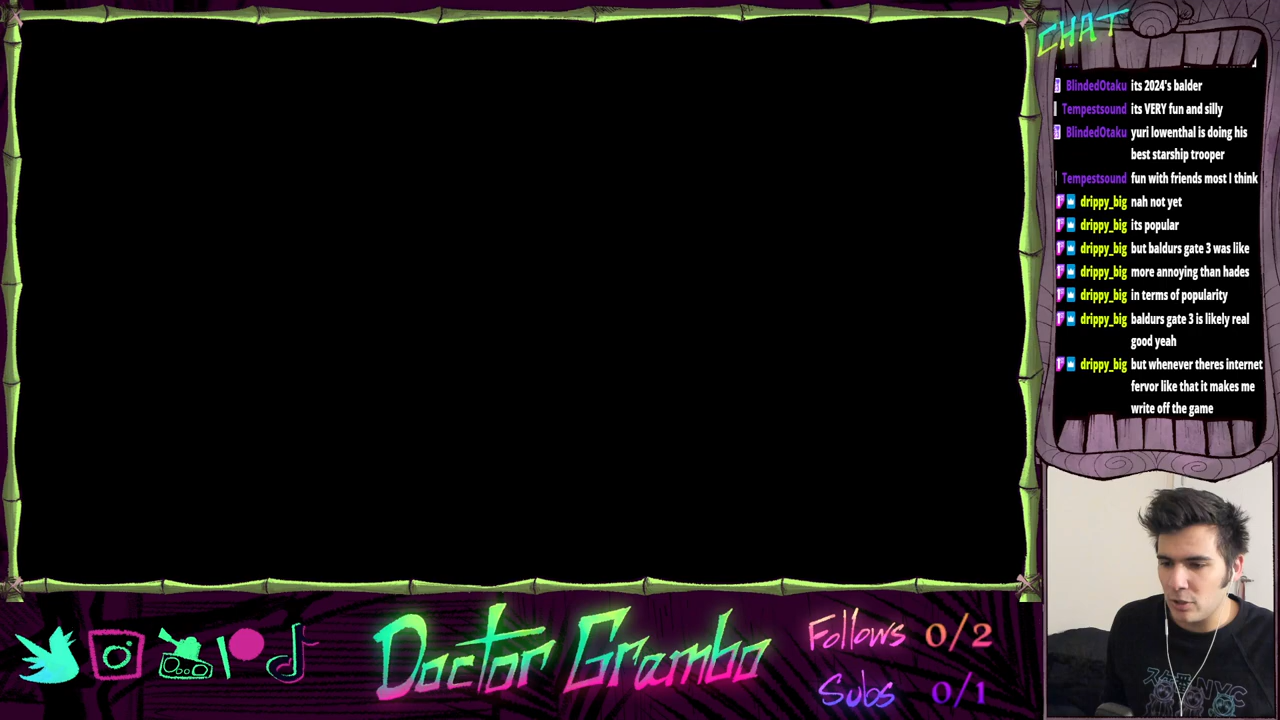 CHAT
BlindedOtaku its 2024's balder
Tempestsound its VERY fun and silly
BlindedOtaku yuri lowenthal is doing his
best starship trooper
Tempestsound fun with friends most I think
drippy_big nah not yet
drippy_big its popular
drippy_big but baldurs gate 3 was like
drippy_big more annoying than hades
drippy_big in terms of popularity
drippy_big baldurs gate 3 is likely real
good yeah
drippy_big but whenever theres internet
fervor like that it makes me
write off the game
Doctor Grambo
Follows 0/2
Subs 0/1
NYC